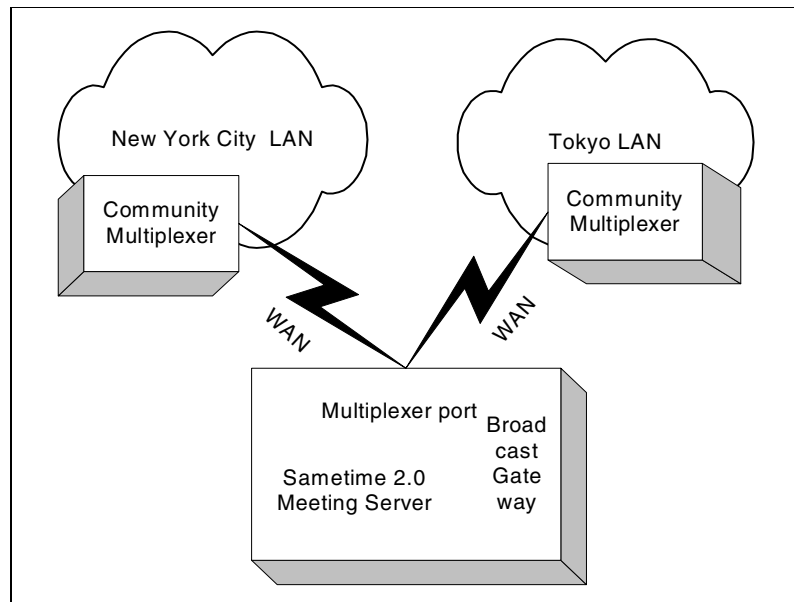 New York City LAN
Tokyo LAN
Community
Multiplexer
Community
Multiplexer
WAN
WAN
Multiplexer port
Broad
cast
Gate
way
Sametime 2.0
Meeting Server